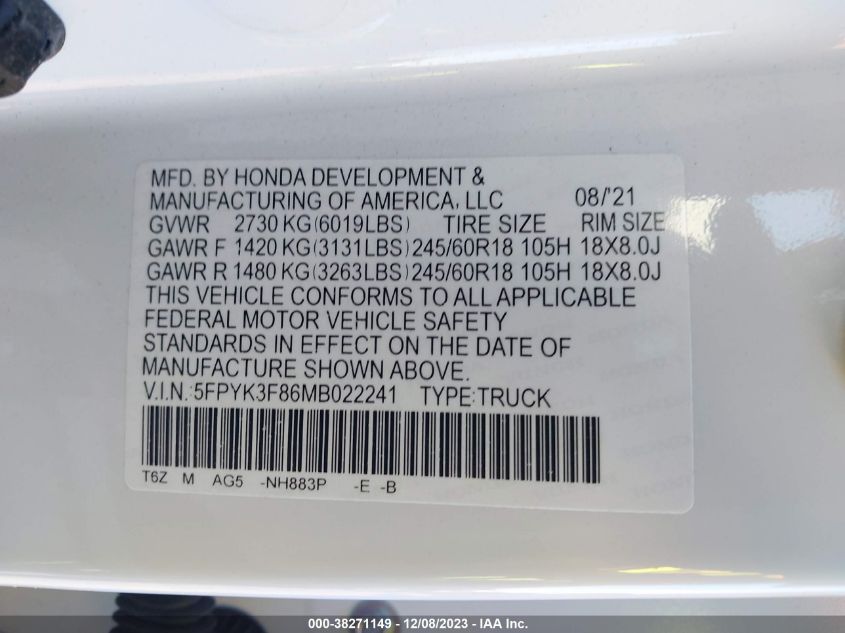 MFD. BY HONDA DEVELOPMENT &
MANUFACTURING OF AMERICA, LLC 08/'21
GVWR 2730 KG(6019LBS) TIRE SIZE RIM SIZE
GAWR F 1420 KG(3131LBS) 245/60R18 105H 18X8.0J
GAWR R 1480 KG(3263LBS) 245/60R18 105H 18X8.0J
THIS VEHICLE CONFORMS TO ALL APPLICABLE
FEDERAL MOTOR VEHICLE SAFETY
STANDARDS IN EFFECT ON THE DATE OF
MANUFACTURE SHOWN ABOVE.
V.I.N.:5FPYK3F86MB022241 TYPE:TRUCK
T6Z M AG5 -NH883P -E -B
000-38271149 - 12/08/2023 - IAA Inc.